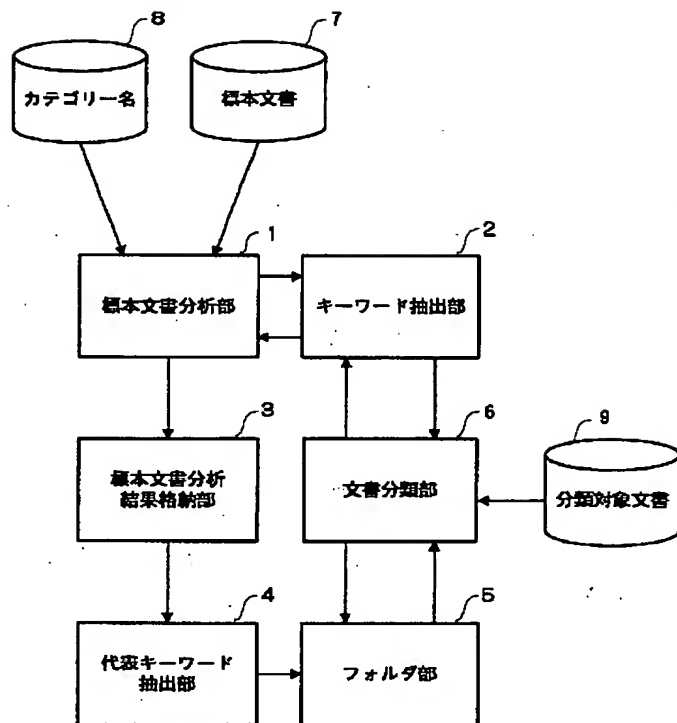 8
7
カテゴリー名
標本文書
1
2
標本文書分析部
キーワード抽出部
3
6
9
標本文書分析
結果格納部
文書分類部
分類対象文書
4
5
代表キーワード
抽出部
フォルダ部